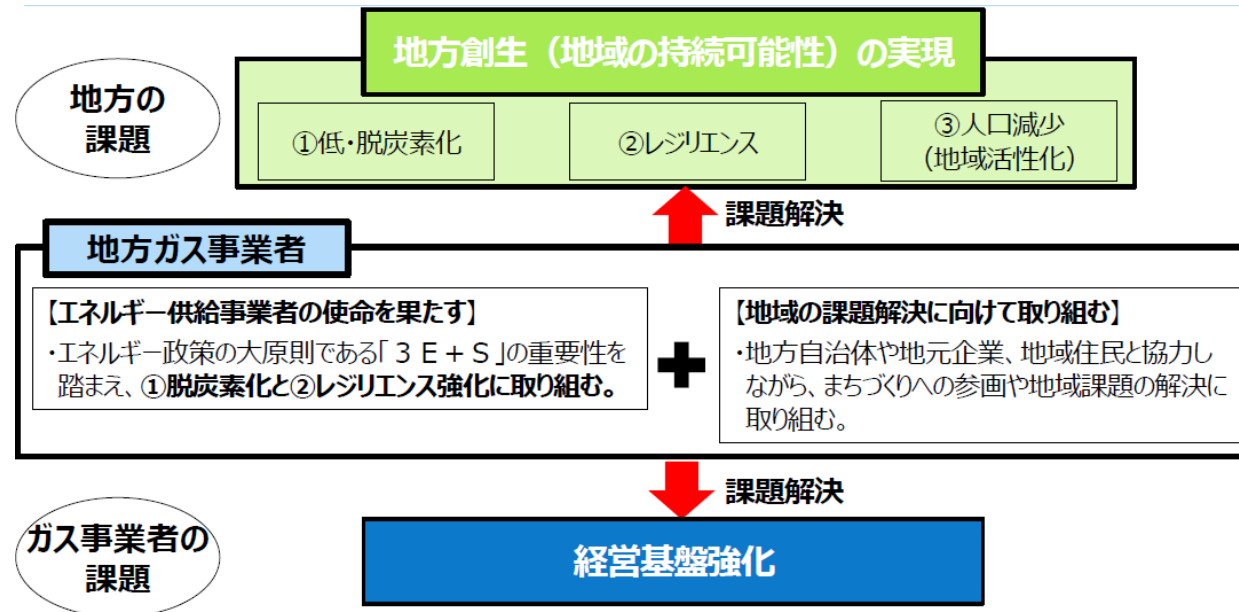 地方創生（地域の持続可能性）の実現
地方の
課題
①低・脱炭素化
②レジリエンス
③人口減少
（地域活性化）
課題解決
地方ガス事業者
【エネルギー供給事業者の使命を果たす】
・エネルギー政策の大原則である「３Ｅ＋Ｓ」の重要性を
踏まえ、①脱炭素化と②レジリエンス強化に取り組む。
【地域の課題解決に向けて取り組む】
・地方自治体や地元企業、地域住民と協力し
ながら、まちづくりへの参画や地域課題の解決に
取り組む。
課題解決
ガス事業者の
課題
経営基盤強化